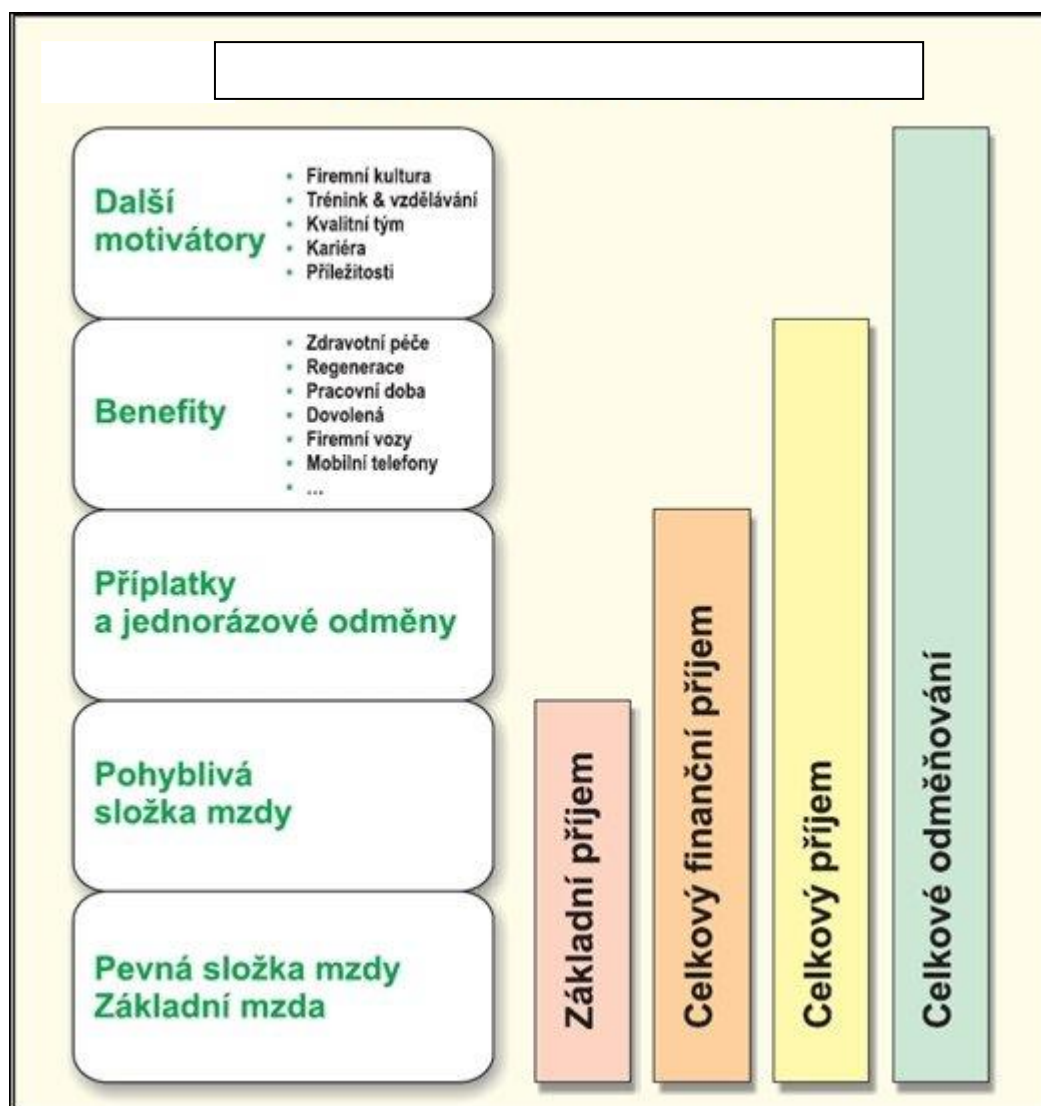 Další
motivátory
• Firemní kultura
• Trénink & vzdělávání
• Kvalitní tým
• Kariéra
• Příležitosti
Benefity
• Zdravotní péče
• Regenerace
• Pracovní doba
• Dovolená
• Firemní vozy
• Mobilní telefony
• ...
Příplatky
a jednorázové odměny
Pohyblivá
složka mzdy
Pevná složka mzdy
Základní mzda
Základní příjem
Celkový finanční příjem
Celkový příjem
Celkové odměňování